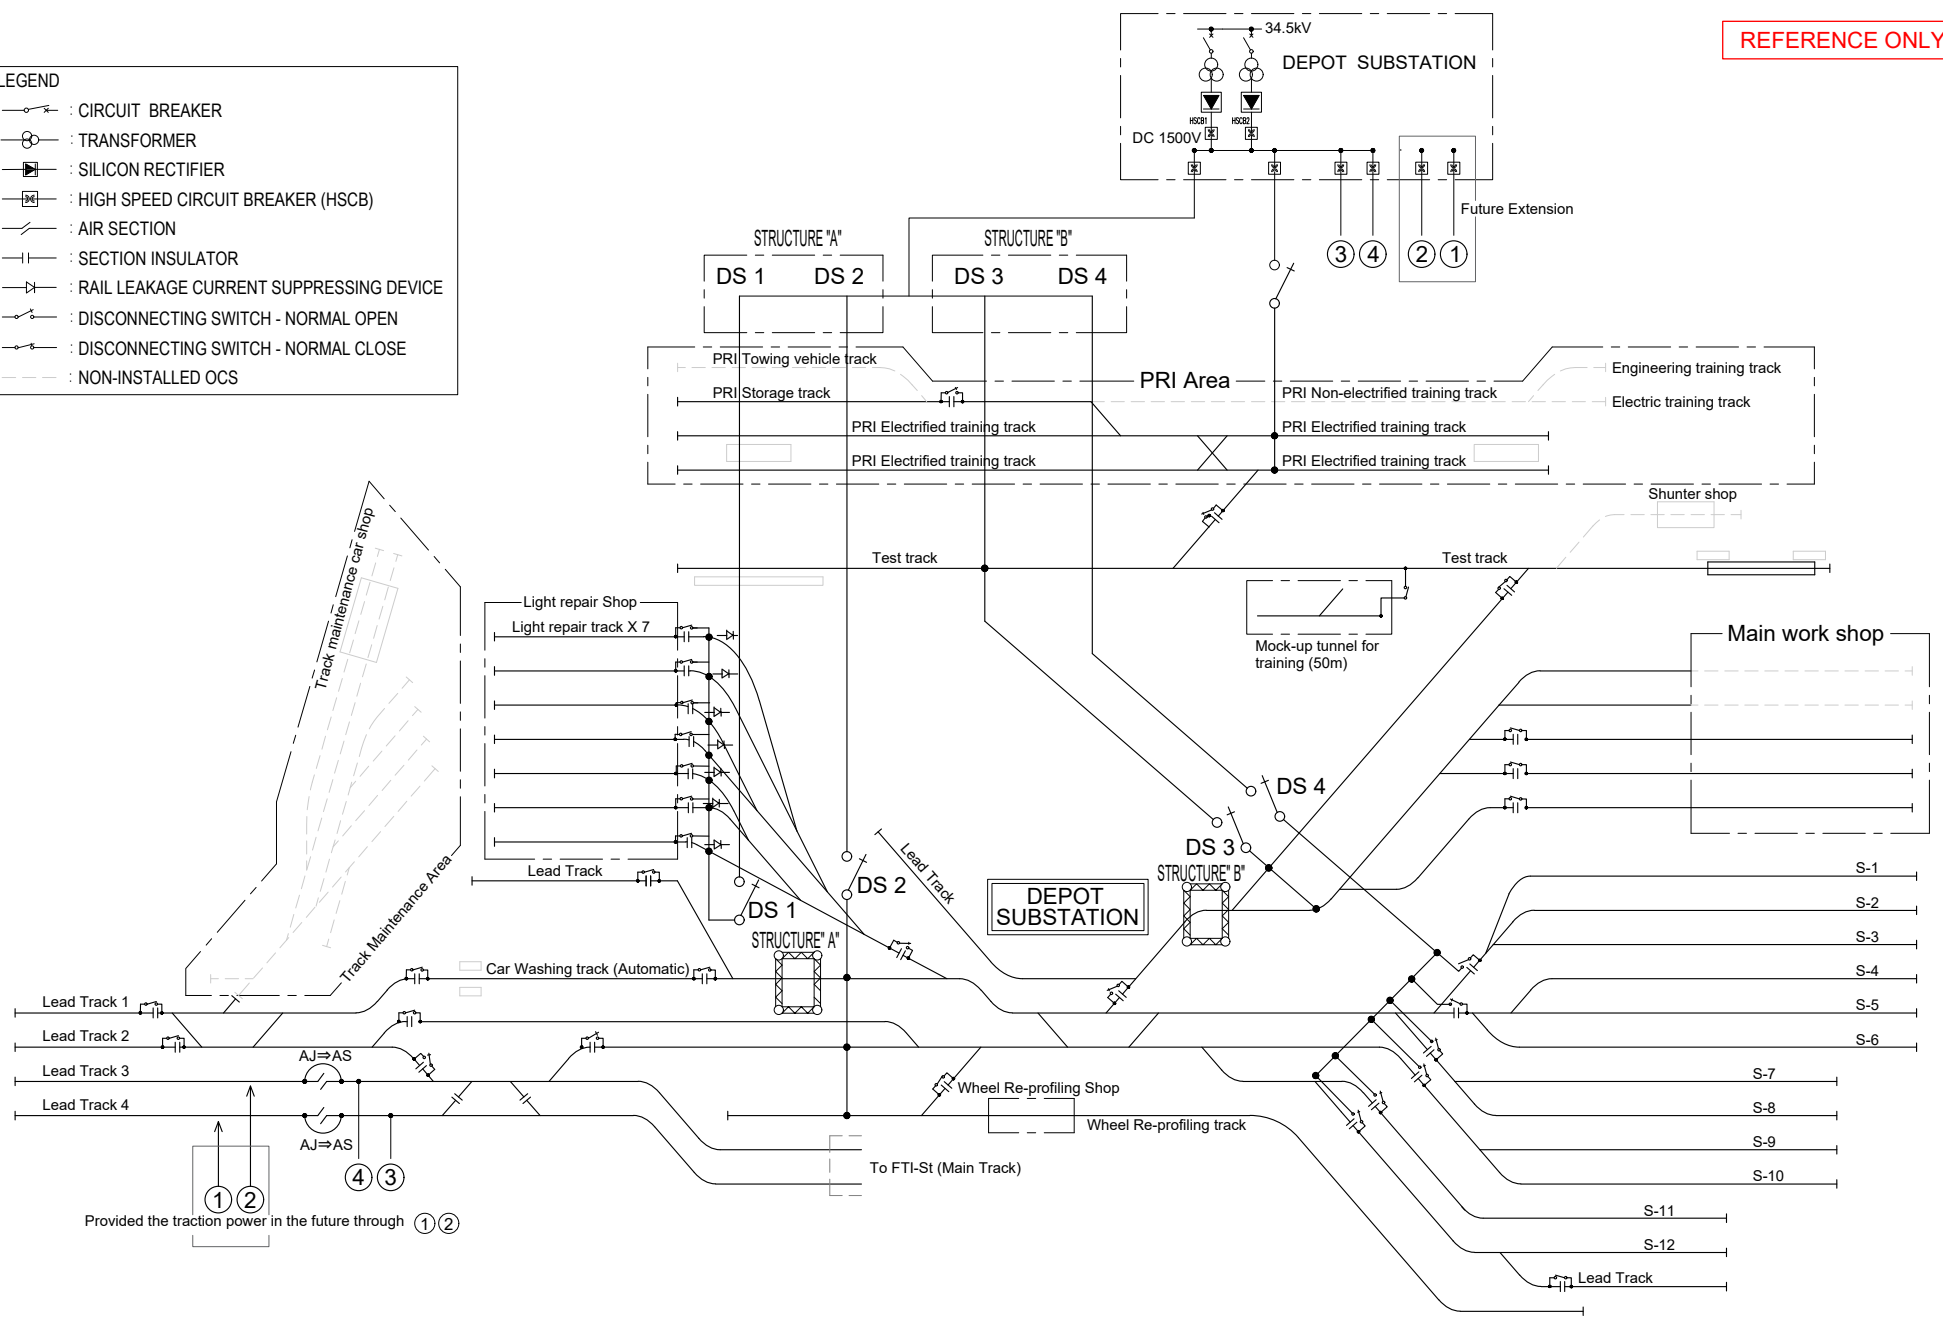 34.5kV
REFERENCE ONLY
DEPOT SUBSTATION
LEGEND
: CIRCUIT BREAKER
: TRANSFORMER
: SILICON RECTIFIER
: HIGH SPEED CIRCUIT BREAKER (HSCB)
: AIR SECTION
: SECTION INSULATOR
: RAIL LEAKAGE CURRENT SUPPRESSING DEVICE
: DISCONNECTING SWITCH - NORMAL OPEN
: DISCONNECTING SWITCH - NORMAL CLOSE
: NON-INSTALLED OCS
HSCB1
HSCB2
DC 1500V
Future Extension
③ ④ ② ①
STRUCTURE "A"
STRUCTURE "B"
DS 1
DS 2
DS 3
DS 4
PRI Towing vehicle track
PRI Area
Engineering training track
PRI Storage track
PRI Non-electrified training track
Electric training track
PRI Electrified training track
PRI Electrified training track
PRI Electrified training track
PRI Electrified training track
Shunter shop
Track maintenance car shop
Test track
Test track
Light repair Shop
Light repair track X 7
Mock-up tunnel for
training (50m)
Main work shop
DS 4
DS 3
Lead Track
Lead Track
DS 2
DS 1
STRUCTURE" B"
DEPOT
SUBSTATION
STRUCTURE" A"
Track Maintenance Area
Car Washing track (Automatic)
S-1
S-2
S-3
S-4
S-5
S-6
S-7
S-8
S-9
S-10
S-11
S-12
Lead Track
Lead Track 1
Lead Track 2
Lead Track 3
Lead Track 4
AJ⇒AS
AJ⇒AS
Wheel Re-profiling Shop
Wheel Re-profiling track
To FTI-St (Main Track)
④ ③
① ②
Provided the traction power in the future through ①②